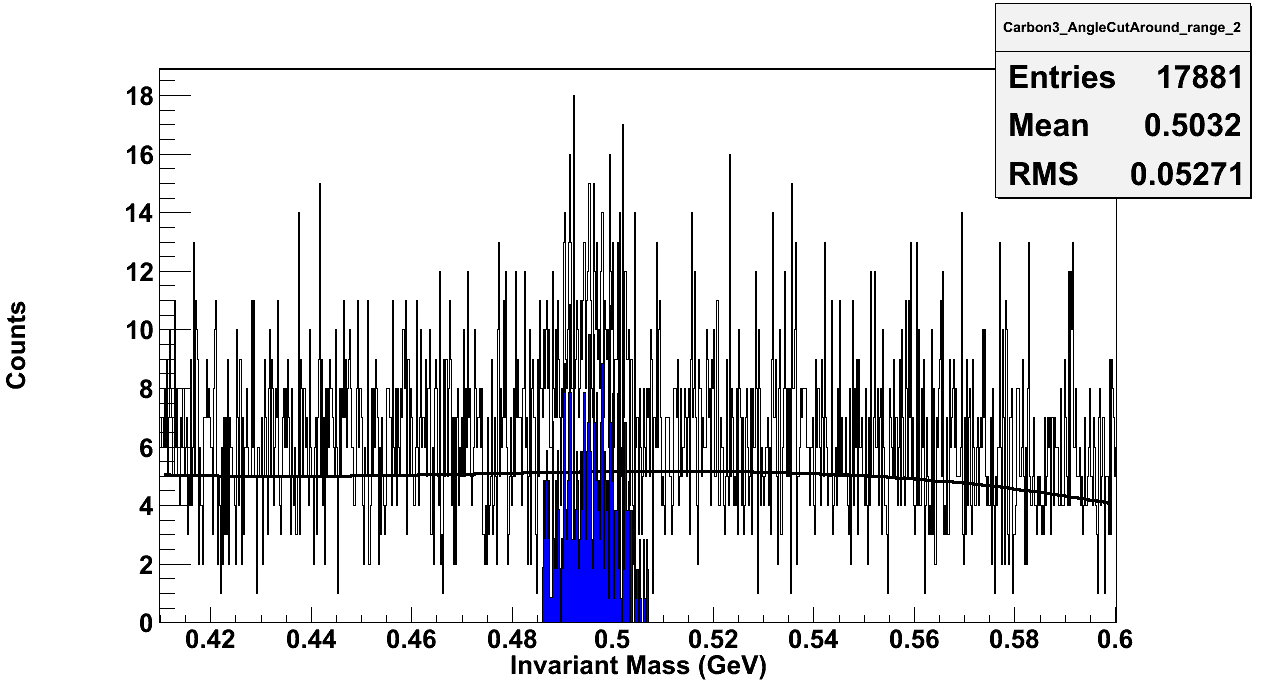 Carbon3_AngleCutAround_range_2
Entries 17881
Mean 0.5032
RMS 0.05271
18
16
14
12
10
8
6
4
2
0
Counts
0.42 0.44 0.46 0.48 0.5 0.52 0.54 0.56 0.58 0.6
Invariant Mass (GeV)